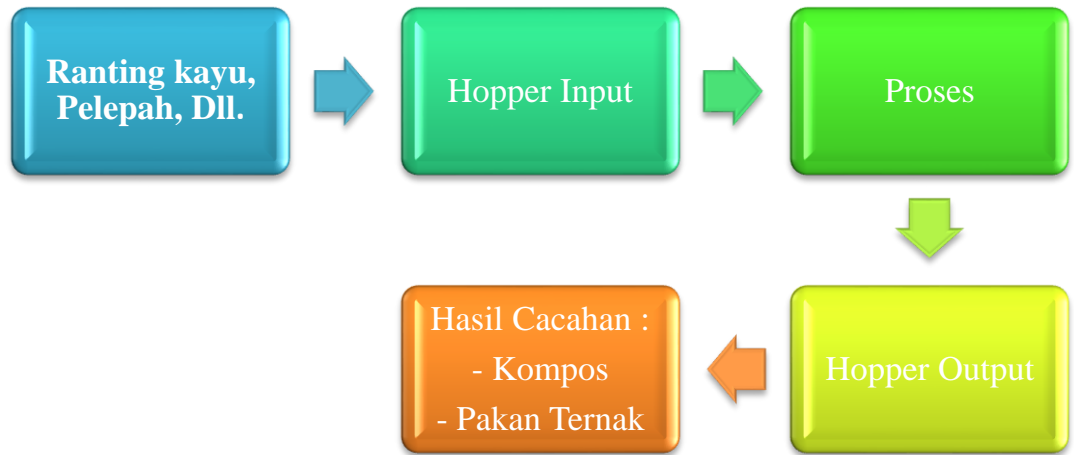 Ranting kayu,
Pelepah, Dll.
Hopper Input
Proses
Hopper Output
Hasil Cacahan :
- Kompos
- Pakan Ternak